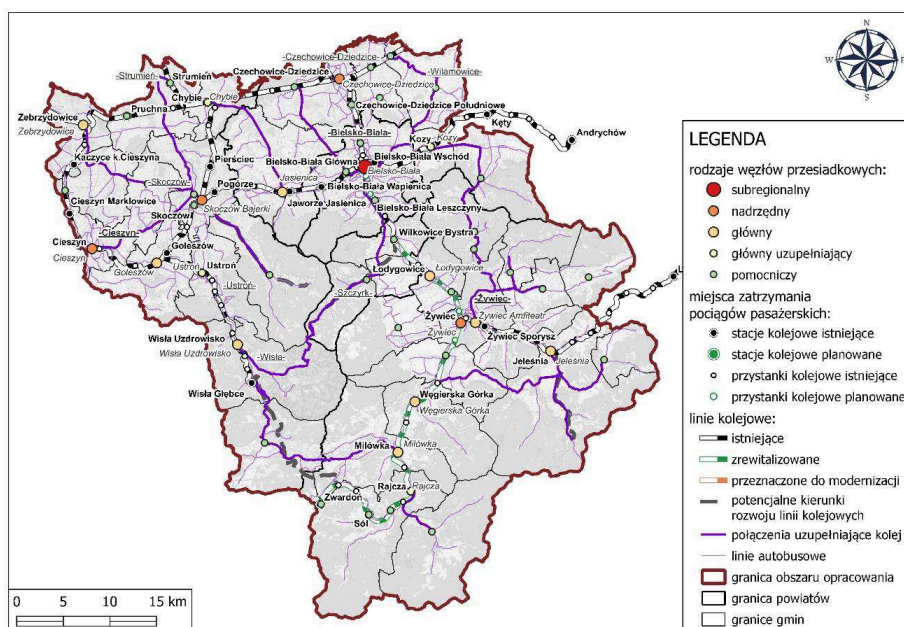 N
W
E
S
-Czechowice-Dziedzice-
Czechowice-Dziedzice
Czechowice-Dziedzice
-Wilamowice-
-Strumień-
Strumień
Chybie
Chybie
Pruchna
Czechowice-Dziedzice Południowe
Zebrzydowice
Zebrzydowice
Kęty
Andrychów
-Bielsko-Biała-
Kozy
Kozy
Kaczyce k.Cieszyna
Pierściec
Bielsko-Biała Główna
Bielsko-Biała Wschód
Bielsko-Biała
Jasienica
Bielsko-Biała Wapienica
-Skoczów-
Pogórze
Cieszyn Marklowice
Skoczów Bajerki
Jaworze Jasienica
Bielsko-Biała Leszczyny
Skoczów
-Cieszyn-
Cieszyn
Cieszyn
Goleszów
Goleszów
Wilkowice Bystra
Ustroń
Ustroń
-Ustroń-
Łodygowice
Łodygowice
-Szczyrk-
-Żywiec-
Żywiec
Żywiec
Żywiec Amfiteatr
Żywiec Sporysz
Wisła Uzdrowisko
Wisła Uzdrowisko
-Wisła-
Jeleśnia
Jeleśnia
Wisła Głębce
Węgierska Górka
Węgierska Górka
Milówka
Milówka
Rajcza
Rajcza
Zwardoń
Sól
0 5 10 15 km
LEGENDA
rodzaje węzłów przesiadkowych:
subregionalny
nadrzędny
główny
główny uzupełniający
pomocniczy
miejsca zatrzymania
pociągów pasażerskich:
stacje kolejowe istniejące
stacje kolejowe planowane
przystanki kolejowe istniejące
przystanki kolejowe planowane
linie kolejowe:
istniejące
zrewitalizowane
przeznaczone do modernizacji
potencjalne kierunki
rozwoju linii kolejowych
połączenia uzupełniające kolej
linie autobusowe
granica obszaru opracowania
granica powiatów
granice gmin